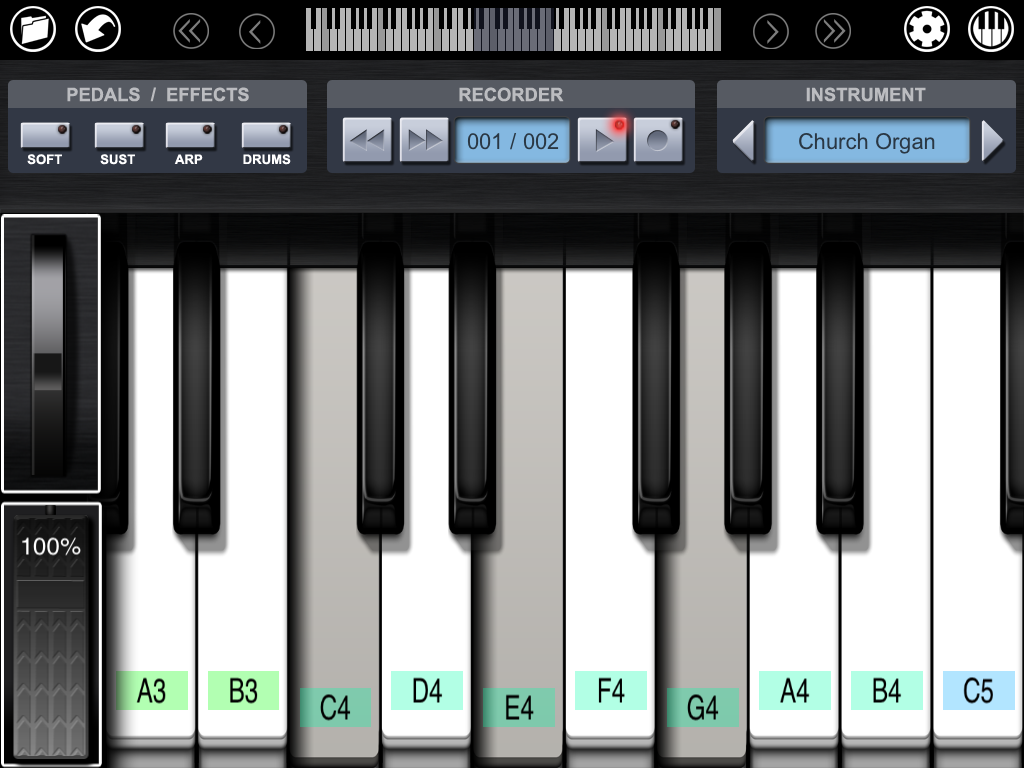 PEDALS / EFFECTS
RECORDER
INSTRUMENT
SOFT
SUST
ARP
DRUMS
001 / 002
Church Organ
100%
A3
B3
C4
D4
E4
F4
G4
A4
B4
C5